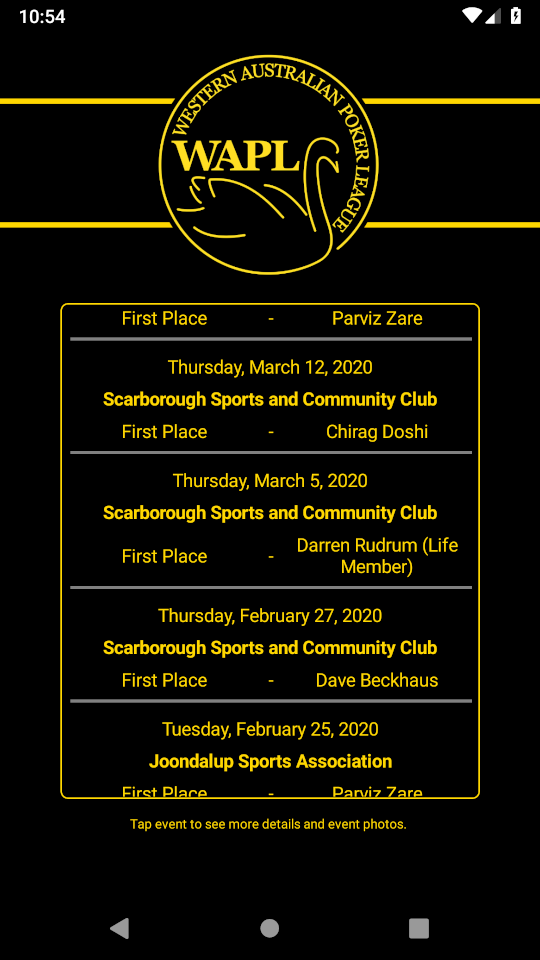 10:54
WESTERN AUSTRALIAN POKER LEAGUE
WAPL
First Place - Parviz Zare
Thursday, March 12, 2020
Scarborough Sports and Community Club
First Place - Chirag Doshi
Thursday, March 5, 2020
Scarborough Sports and Community Club
First Place - Darren Rudrum (Life
Member)
Thursday, February 27, 2020
Scarborough Sports and Community Club
First Place - Dave Beckhaus
Tuesday, February 25, 2020
Joondalup Sports Association
First Place - Parviz Zare
Tap event to see more details and event photos.